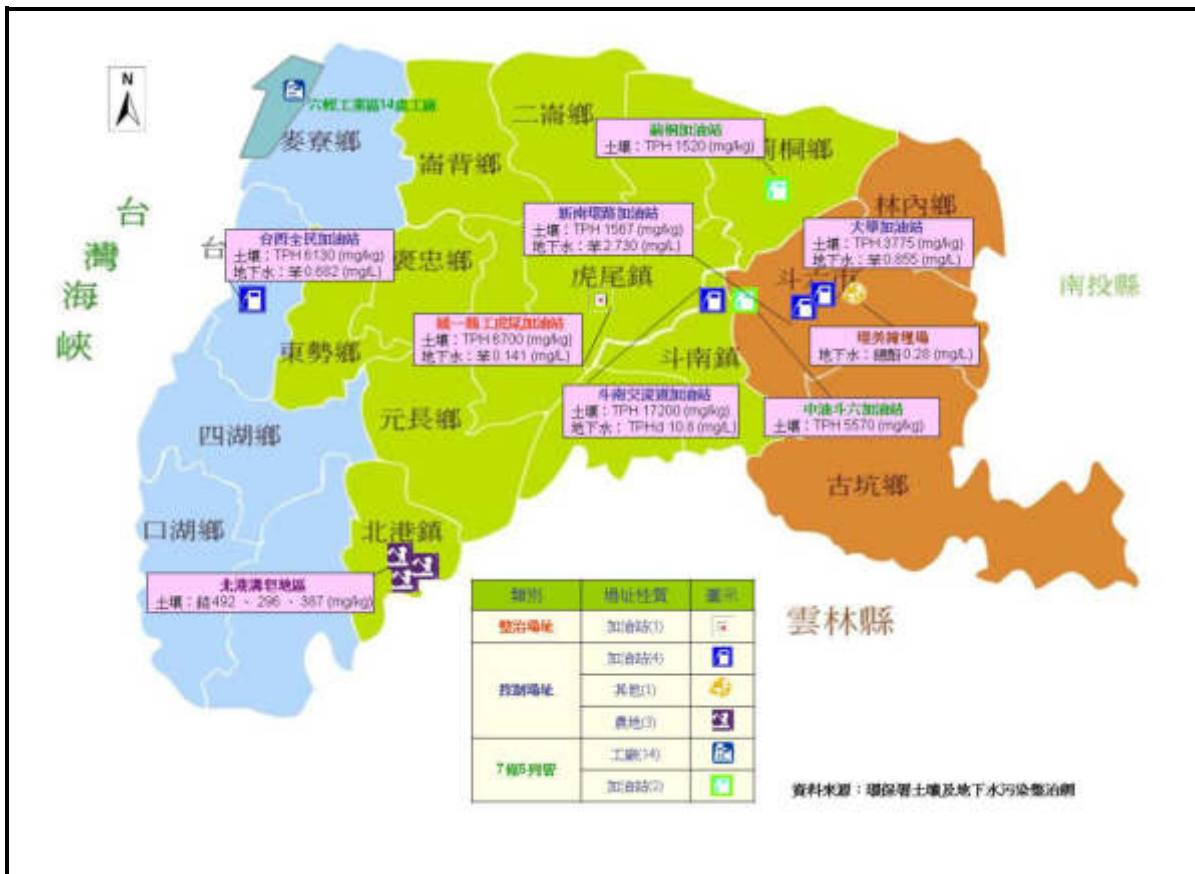 N
六輕工業區14處工廠
麥寮鄉
崙背鄉
二崙鄉
莿桐加油站
土壤：TPH 1520 (mg/kg)
莿桐鄉
林內鄉
台灣海峽
台
台西全民加油站
土壤：TPH 6130 (mg/kg)
地下水：苯0.682 (mg/L)
褒忠鄉
新南環路加油站
土壤：TPH 1567 (mg/kg)
地下水：苯2.730 (mg/L)
虎尾鎮
大學加油站
土壤：TPH 3775 (mg/kg)
地下水：苯0.855 (mg/L)
斗六市
南投縣
東勢鄉
統一精工虎尾加油站
土壤：TPH 6700 (mg/kg)
地下水：苯0.141 (mg/L)
斗南鎮
環美掩埋場
地下水：總酚0.28 (mg/L)
元長鄉
斗南交流道加油站
土壤：TPH 17200 (mg/kg)
地下水：TPHd 10.8 (mg/L)
中油斗六加油站
土壤：TPH 5570 (mg/kg)
四湖鄉
古坑鄉
口湖鄉
北港鎮
北港溝皂地區
土壤：492、296、387 (mg/kg)
雲林縣
類別 場址性質 圖示
整治場址 加油站(1)
控制場址 加油站(4)
其他(1)
農地(3)
7條5列管 工廠(14)
加油站(2)
資料來源：環保署土壤及地下水污染整治網